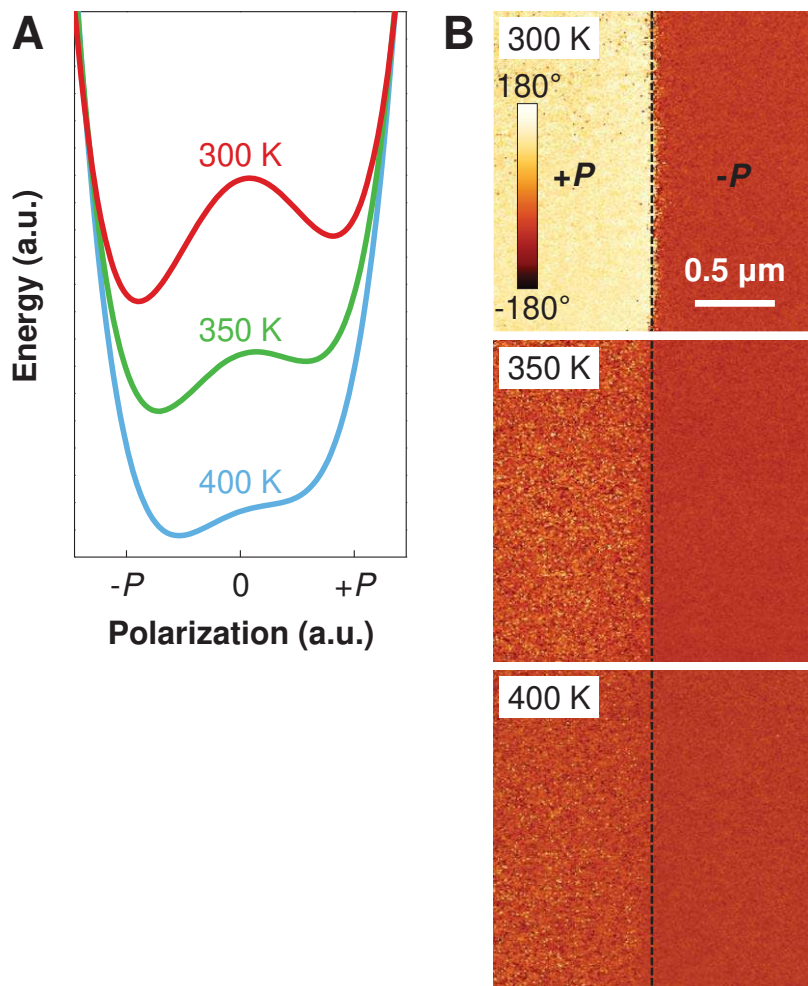 A
300 K
350 K
400 K
Energy (a.u.)
-P
0
+P
Polarization (a.u.)
B
300 K
180°
+P
-P
0.5 μm
-180°
350 K
400 K